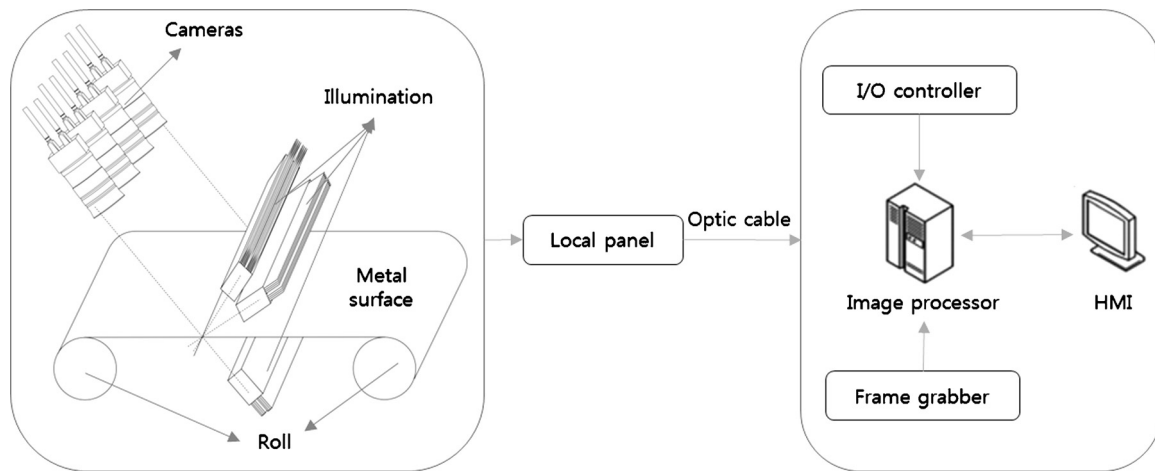 Cameras
Illumination
Metal
surface
Roll
Local panel
Optic cable
I/O controller
Image processor
HMI
Frame grabber